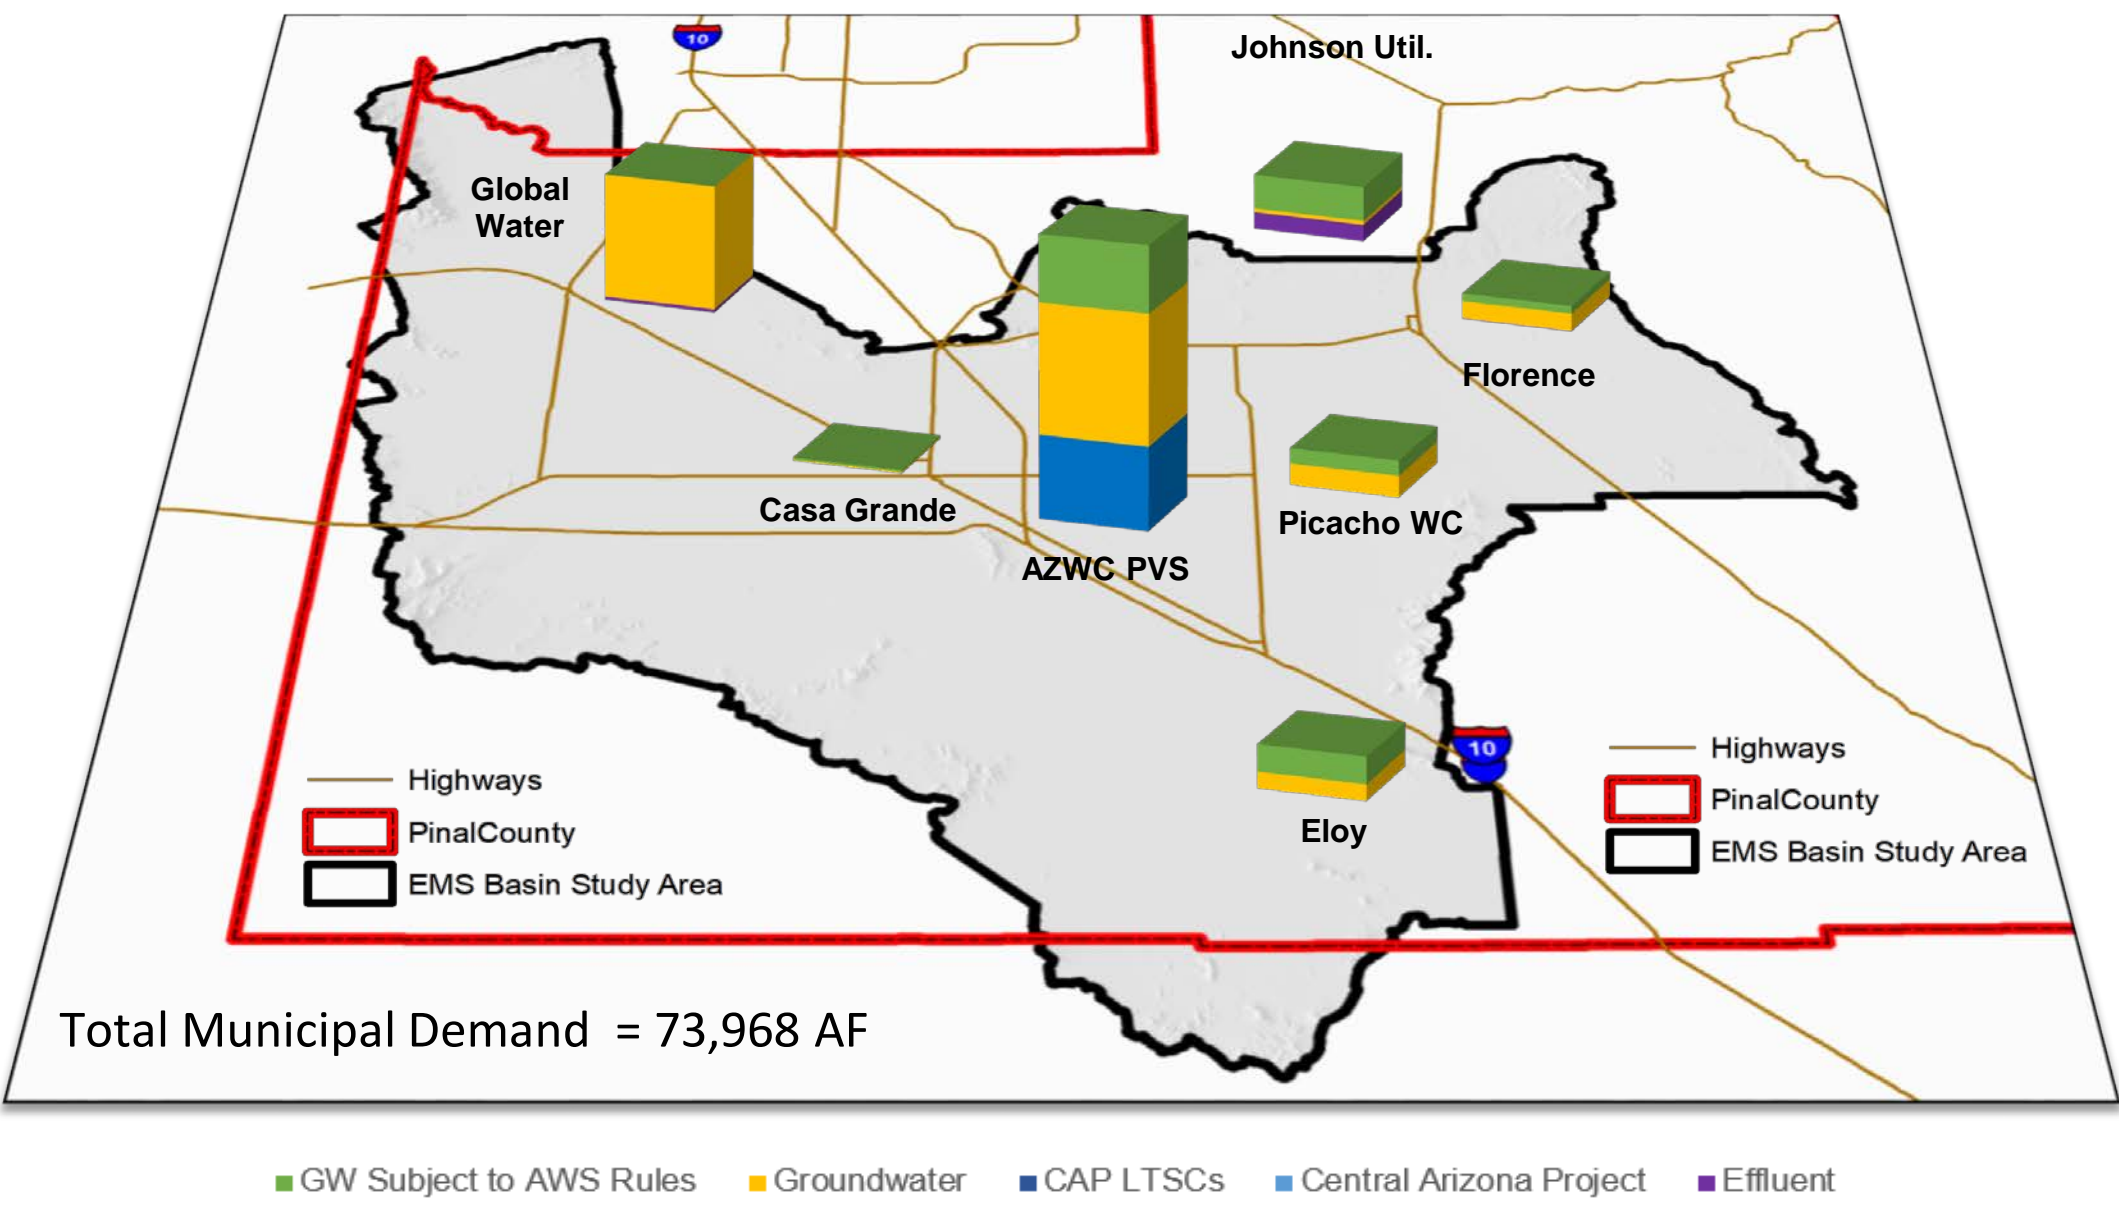 10
Johnson Util.
Global
Water
Florence
Casa Grande
Picacho WC
AZWC PVS
10
Eloy
Highways
PinalCounty
EMS Basin Study Area
Highways
PinalCounty
EMS Basin Study Area
Total Municipal Demand = 73,968 AF
GW Subject to AWS Rules Groundwater CAP LTSCs Central Arizona Project Effluent